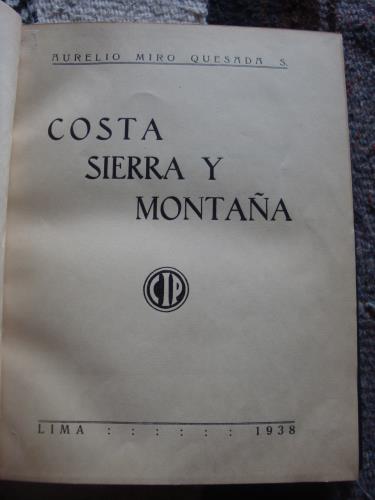 AURELIO MIRO QUESADA S.
COSTA
SIERRA Y
MONTAÑA
CIP
LIMA : : : : : : 1938